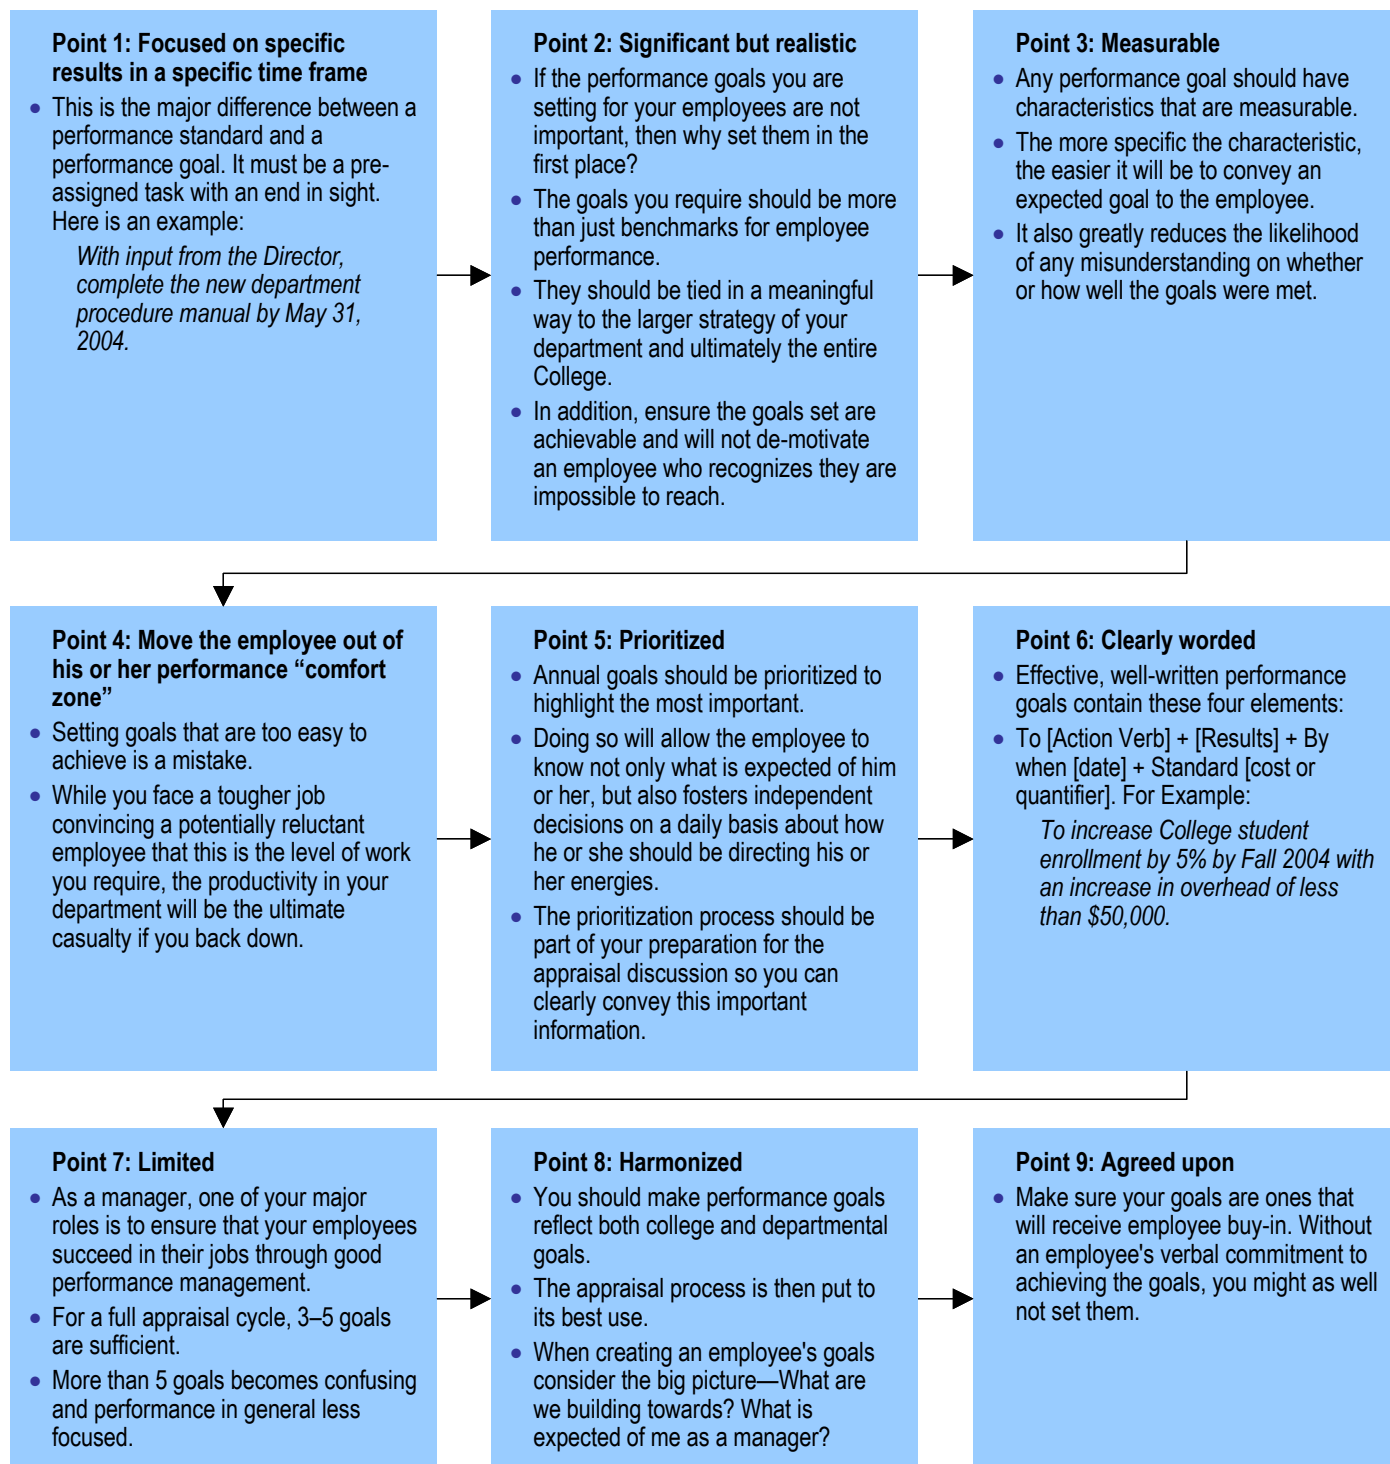 Point 1: Focused on specific
results in a specific time frame
• This is the major difference between a
performance standard and a
performance goal. It must be a pre-
assigned task with an end in sight.
Here is an example:
With input from the Director,
complete the new department
procedure manual by May 31,
2004.
Point 2: Significant but realistic
• If the performance goals you are
setting for your employees are not
important, then why set them in the
first place?
• The goals you require should be more
than just benchmarks for employee
performance.
• They should be tied in a meaningful
way to the larger strategy of your
department and ultimately the entire
College.
• In addition, ensure the goals set are
achievable and will not de-motivate
an employee who recognizes they are
impossible to reach.
Point 3: Measurable
• Any performance goal should have
characteristics that are measurable.
• The more specific the characteristic,
the easier it will be to convey an
expected goal to the employee.
• It also greatly reduces the likelihood
of any misunderstanding on whether
or how well the goals were met.
Point 4: Move the employee out of
his or her performance “comfort
zone”
• Setting goals that are too easy to
achieve is a mistake.
• While you face a tougher job
convincing a potentially reluctant
employee that this is the level of work
you require, the productivity in your
department will be the ultimate
casualty if you back down.
Point 5: Prioritized
• Annual goals should be prioritized to
highlight the most important.
• Doing so will allow the employee to
know not only what is expected of him
or her, but also fosters independent
decisions on a daily basis about how
he or she should be directing his or
her energies.
• The prioritization process should be
part of your preparation for the
appraisal discussion so you can
clearly convey this important
information.
Point 6: Clearly worded
• Effective, well-written performance
goals contain these four elements:
• To [Action Verb] + [Results] + By
when [date] + Standard [cost or
quantifier]. For Example:
To increase College student
enrollment by 5% by Fall 2004 with
an increase in overhead of less
than $50,000.
Point 7: Limited
• As a manager, one of your major
roles is to ensure that your employees
succeed in their jobs through good
performance management.
• For a full appraisal cycle, 3–5 goals
are sufficient.
• More than 5 goals becomes confusing
and performance in general less
focused.
Point 8: Harmonized
• You should make performance goals
reflect both college and departmental
goals.
• The appraisal process is then put to
its best use.
• When creating an employee's goals
consider the big picture—What are
we building towards? What is
expected of me as a manager?
Point 9: Agreed upon
• Make sure your goals are ones that
will receive employee buy-in. Without
an employee's verbal commitment to
achieving the goals, you might as well
not set them.